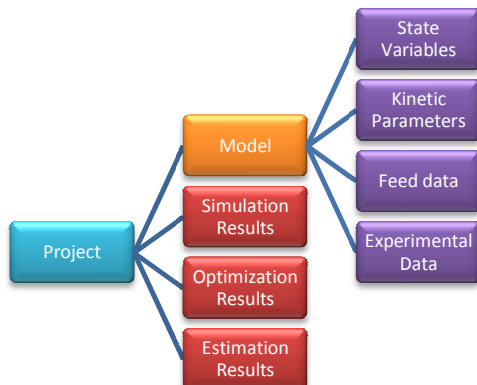 State
Variables
Kinetic
Parameters
Model
Feed data
Simulation
Results
Experimental
Data
Project
Optimization
Results
Estimation
Results